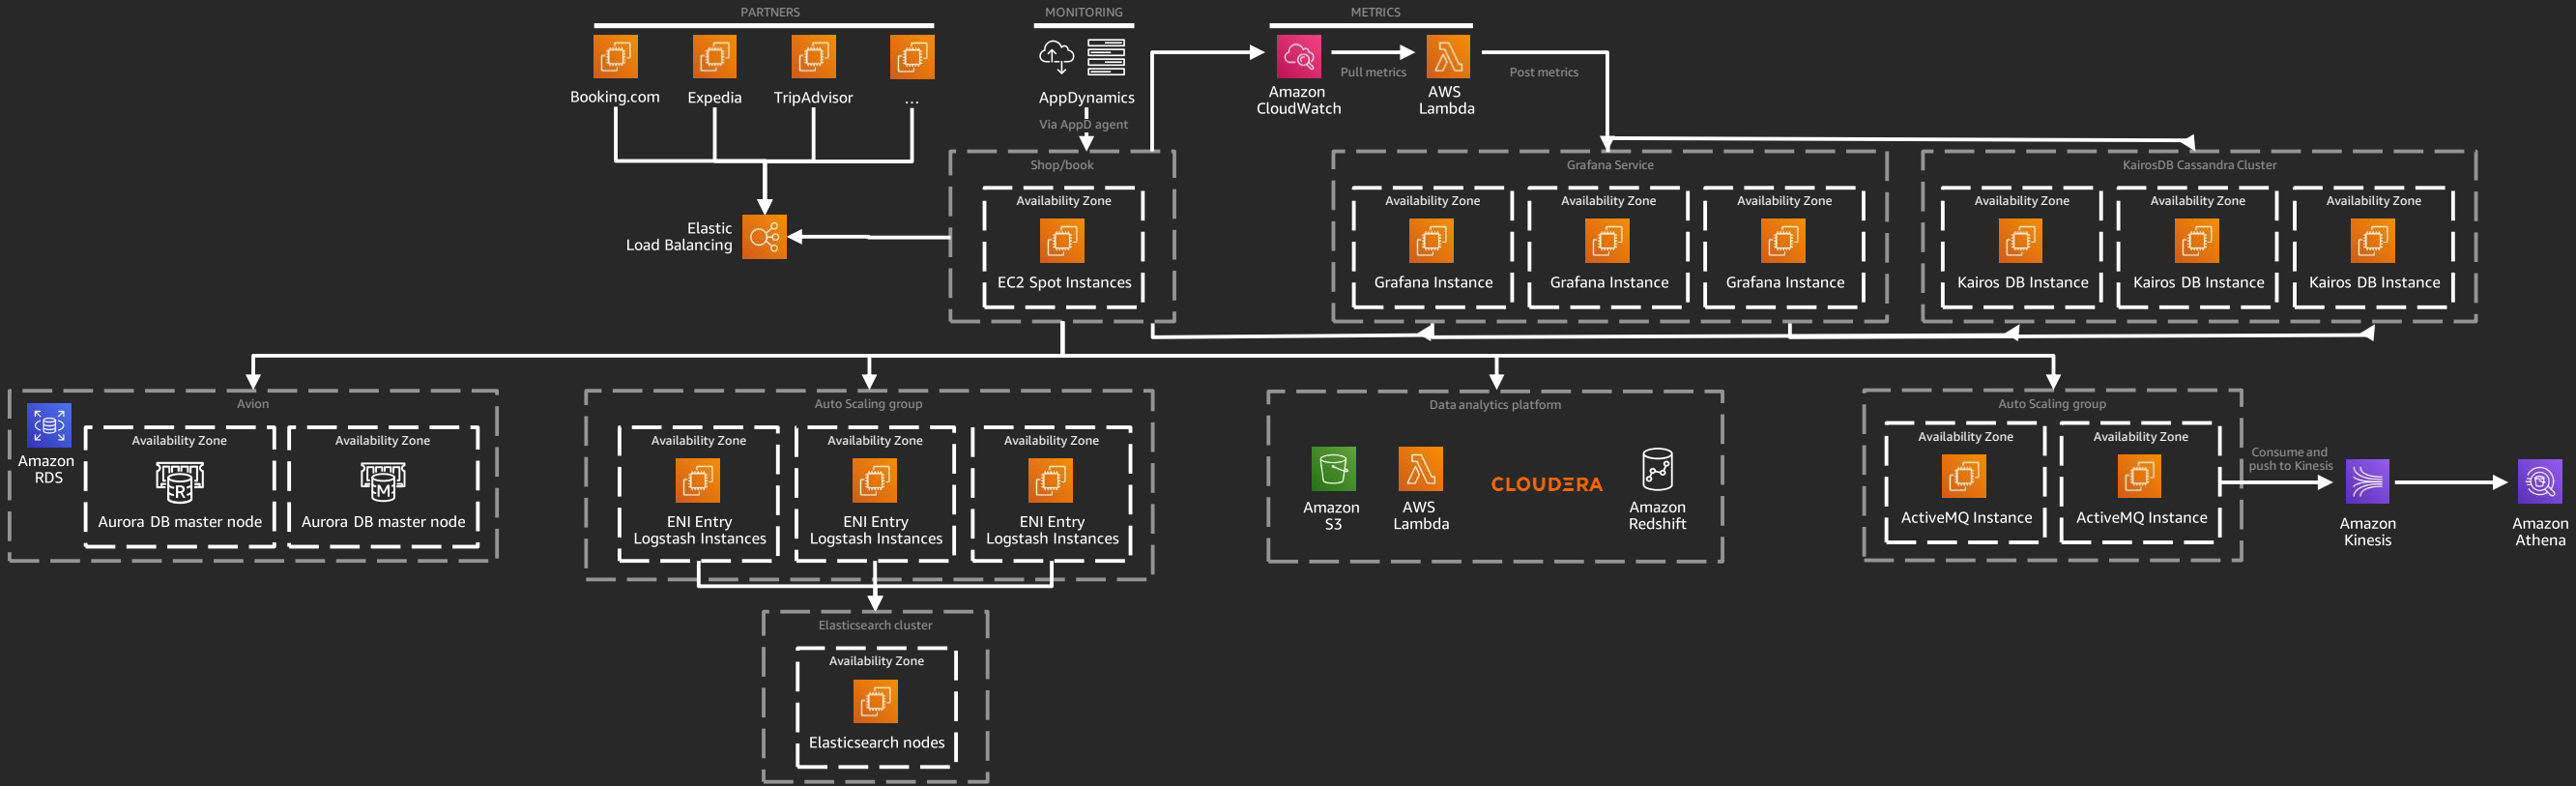 PARTNERS
MONITORING
METRICS
Booking.com
Expedia
TripAdvisor
...
AppDynamics
Via AppD agent
Amazon
CloudWatch
Pull metrics
AWS
Lambda
Post metrics
Elastic
Load Balancing
Shop/book
Availability Zone
EC2 Spot Instances
Grafana Service
Availability Zone
Grafana Instance
Availability Zone
Grafana Instance
Availability Zone
Grafana Instance
KairosDB Cassandra Cluster
Availability Zone
Kairos DB Instance
Availability Zone
Kairos DB Instance
Availability Zone
Kairos DB Instance
Avion
Amazon
RDS
Availability Zone
R
Aurora DB master node
Availability Zone
M
Aurora DB master node
Auto Scaling group
Availability Zone
ENI Entry
Logstash Instances
Availability Zone
ENI Entry
Logstash Instances
Availability Zone
ENI Entry
Logstash Instances
Data analytics platform
Amazon
S3
AWS
Lambda
CLOUDERA
Amazon
Redshift
Auto Scaling group
Availability Zone
ActiveMQ Instance
Availability Zone
ActiveMQ Instance
Consume and
push to Kinesis
Amazon
Kinesis
Amazon
Athena
Elasticsearch cluster
Availability Zone
Elasticsearch nodes